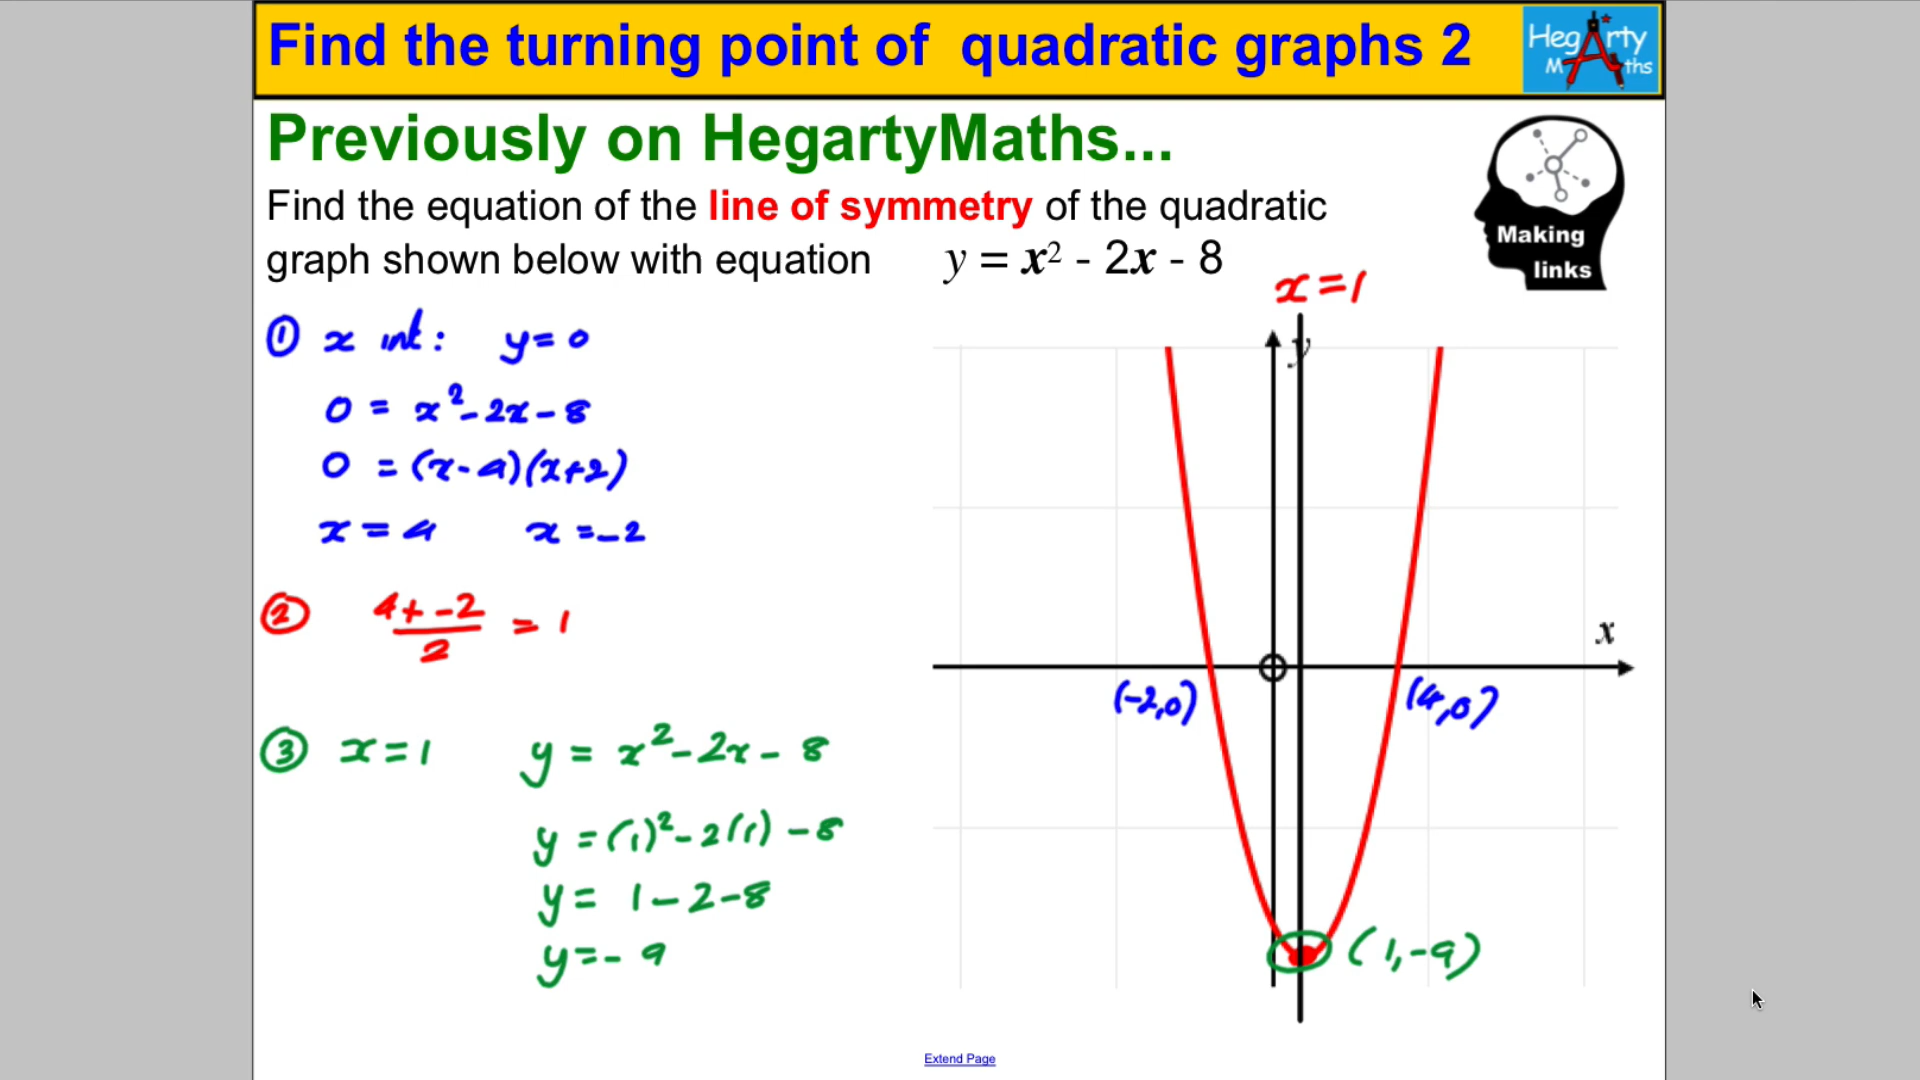 Find the turning point of quadratic graphs 2
HegArty
Maths
Previously on HegartyMaths...
Find the equation of the line of symmetry of the quadratic
graph shown below with equation y = x² - 2x - 8
Making
links
x=1
① x int: y=0
y
0 = x²-2x-8
0 = (x-4)(x+2)
x=4 x=-2
② 4+-2/2 = 1
x
(-2,0) (4,0)
③ x=1 y = x²-2x-8
y=(1)²-2(1)-8
y= 1-2-8
y=-9
(1,-9)
Extend Page